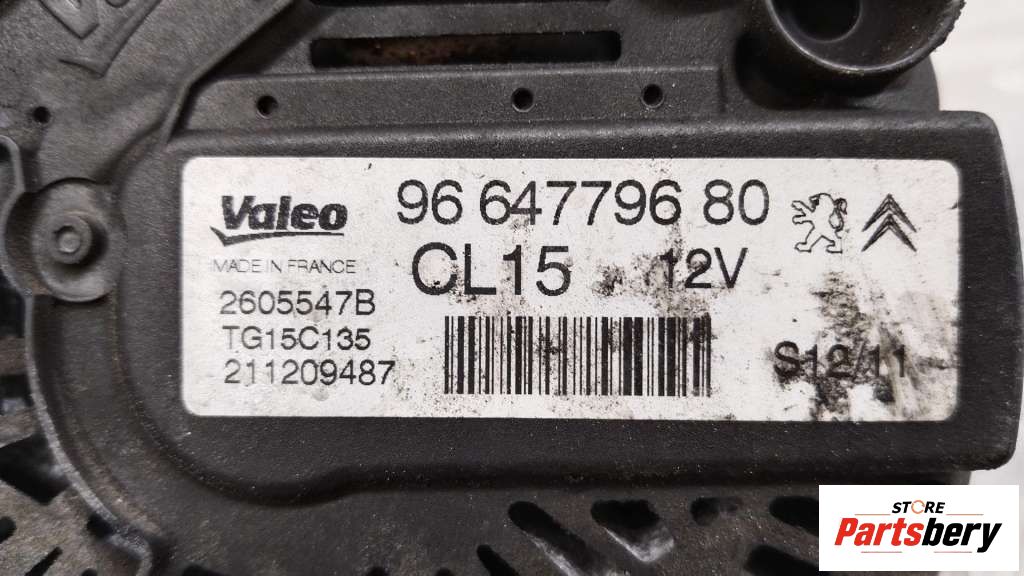 Valeo
96 647796 80
MADE IN FRANCE
CL15
12V
2605547B
TG15C135
211209487
S12/11
STORE
Partsbery